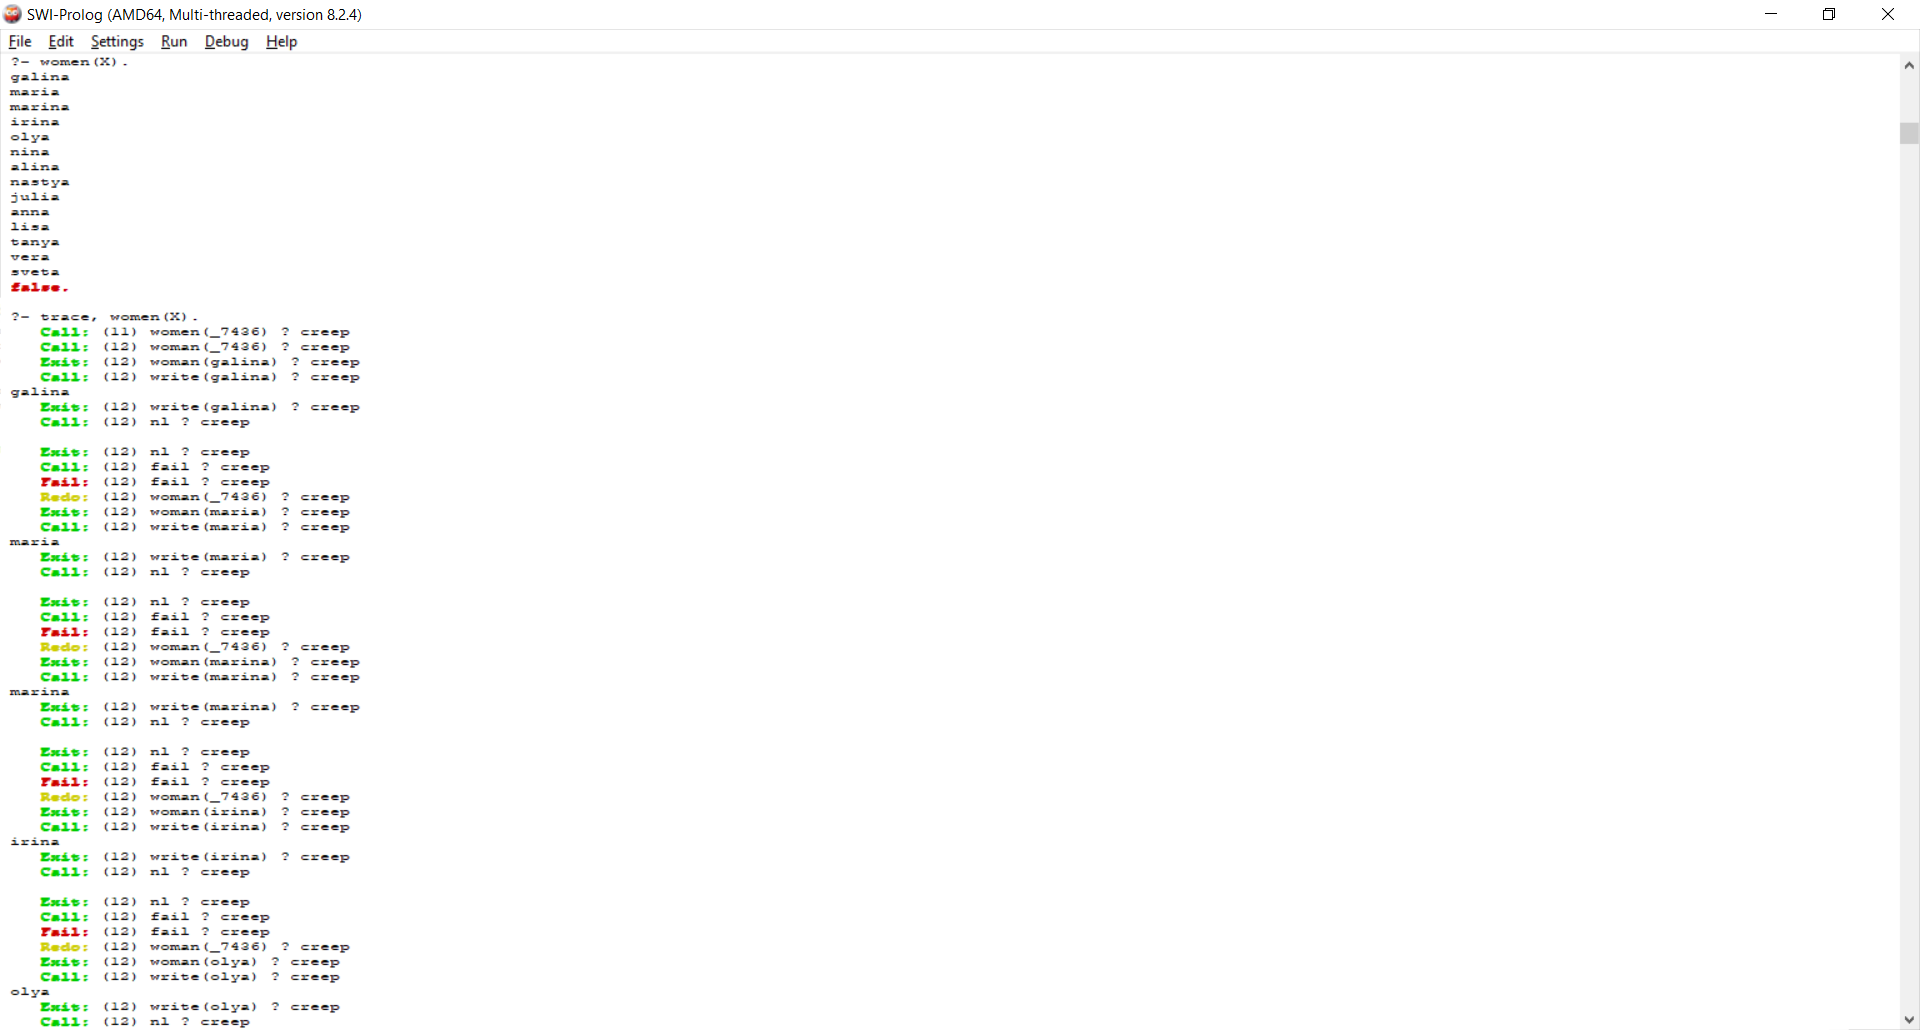 SWI-Prolog (AMD64, Multi-threaded, version 8.2.4)
File Edit Settings Run Debug Help
?- women(X).
galina
maria
marina
irina
olya
nina
alina
nastya
julia
anna
lisa
tanya
vera
sveta
false.
?- trace, women(X).
Call: (11) women(_7436) ? creep
Call: (12) woman(_7436) ? creep
Exit: (12) woman(galina) ? creep
Call: (12) write(galina) ? creep
galina
Exit: (12) write(galina) ? creep
Call: (12) nl ? creep
Exit: (12) nl ? creep
Call: (12) fail ? creep
Fail: (12) fail ? creep
Redo: (12) woman(_7436) ? creep
Exit: (12) woman(maria) ? creep
Call: (12) write(maria) ? creep
maria
Exit: (12) write(maria) ? creep
Call: (12) nl ? creep
Exit: (12) nl ? creep
Call: (12) fail ? creep
Fail: (12) fail ? creep
Redo: (12) woman(_7436) ? creep
Exit: (12) woman(marina) ? creep
Call: (12) write(marina) ? creep
marina
Exit: (12) write(marina) ? creep
Call: (12) nl ? creep
Exit: (12) nl ? creep
Call: (12) fail ? creep
Fail: (12) fail ? creep
Redo: (12) woman(_7436) ? creep
Exit: (12) woman(irina) ? creep
Call: (12) write(irina) ? creep
irina
Exit: (12) write(irina) ? creep
Call: (12) nl ? creep
Exit: (12) nl ? creep
Call: (12) fail ? creep
Fail: (12) fail ? creep
Redo: (12) woman(_7436) ? creep
Exit: (12) woman(olya) ? creep
Call: (12) write(olya) ? creep
olya
Exit: (12) write(olya) ? creep
Call: (12) nl ? creep